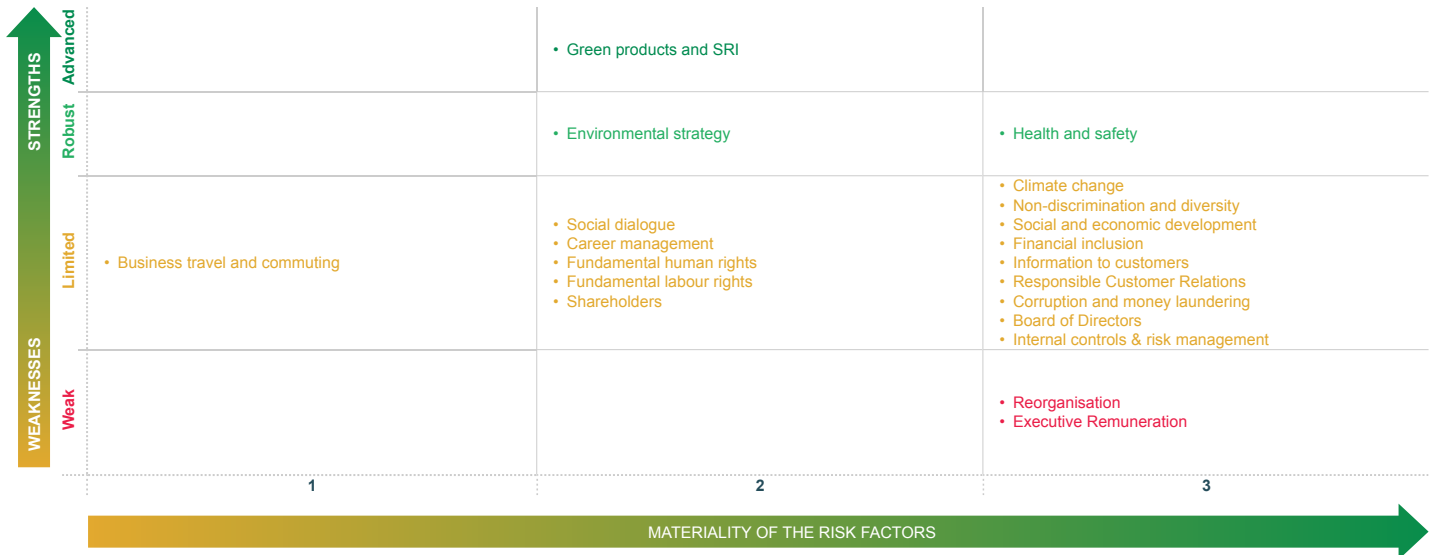 STRENGTHS
WEAKNESSES
Advanced
• Green products and SRI
Robust
• Environmental strategy
• Health and safety
Limited
• Business travel and commuting
• Social dialogue
• Career management
• Fundamental human rights
• Fundamental labour rights
• Shareholders
• Climate change
• Non-discrimination and diversity
• Social and economic development
• Financial inclusion
• Information to customers
• Responsible Customer Relations
• Corruption and money laundering
• Board of Directors
• Internal controls & risk management
Weak
• Reorganisation
• Executive Remuneration
1
2
3
MATERIALITY OF THE RISK FACTORS